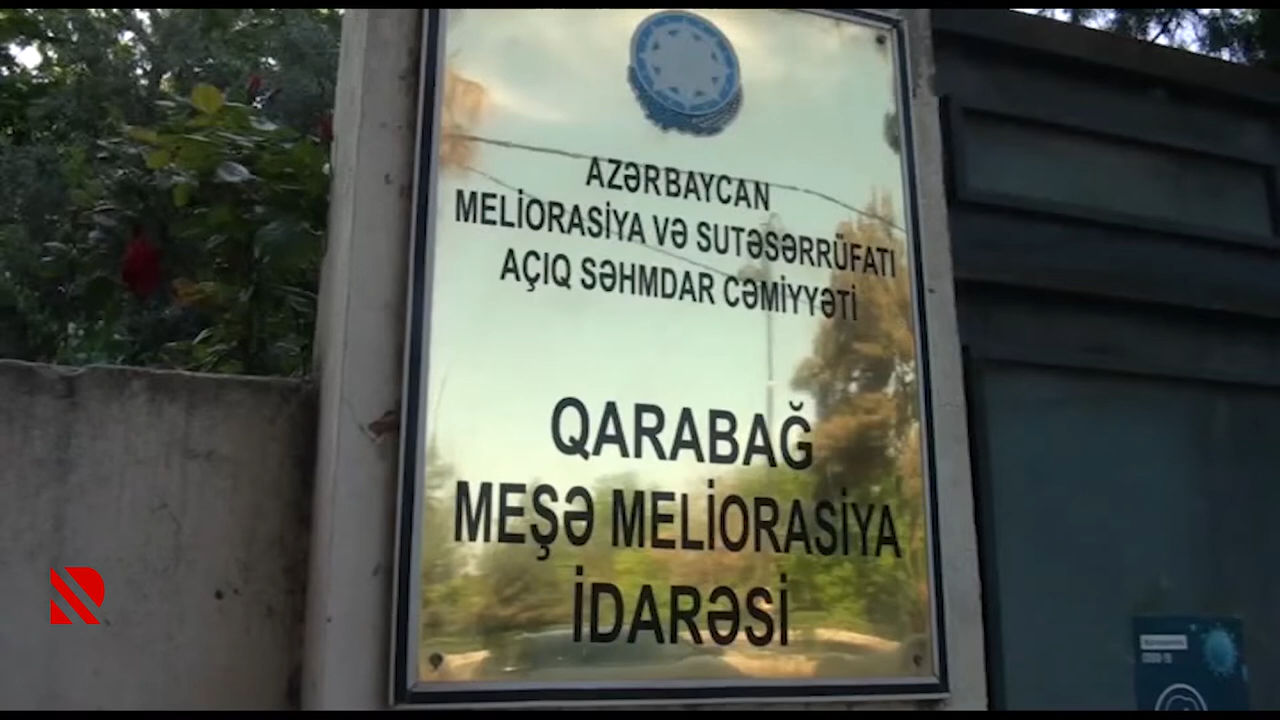 AZƏRBAYCAN
MELİORASİYA VƏ SUTƏSƏRRÜFATI
AÇIQ SƏHMDAR CƏMİYYƏTİ
QARABAĞ
MEŞƏ MELİORASİYA
İDARƏSİ